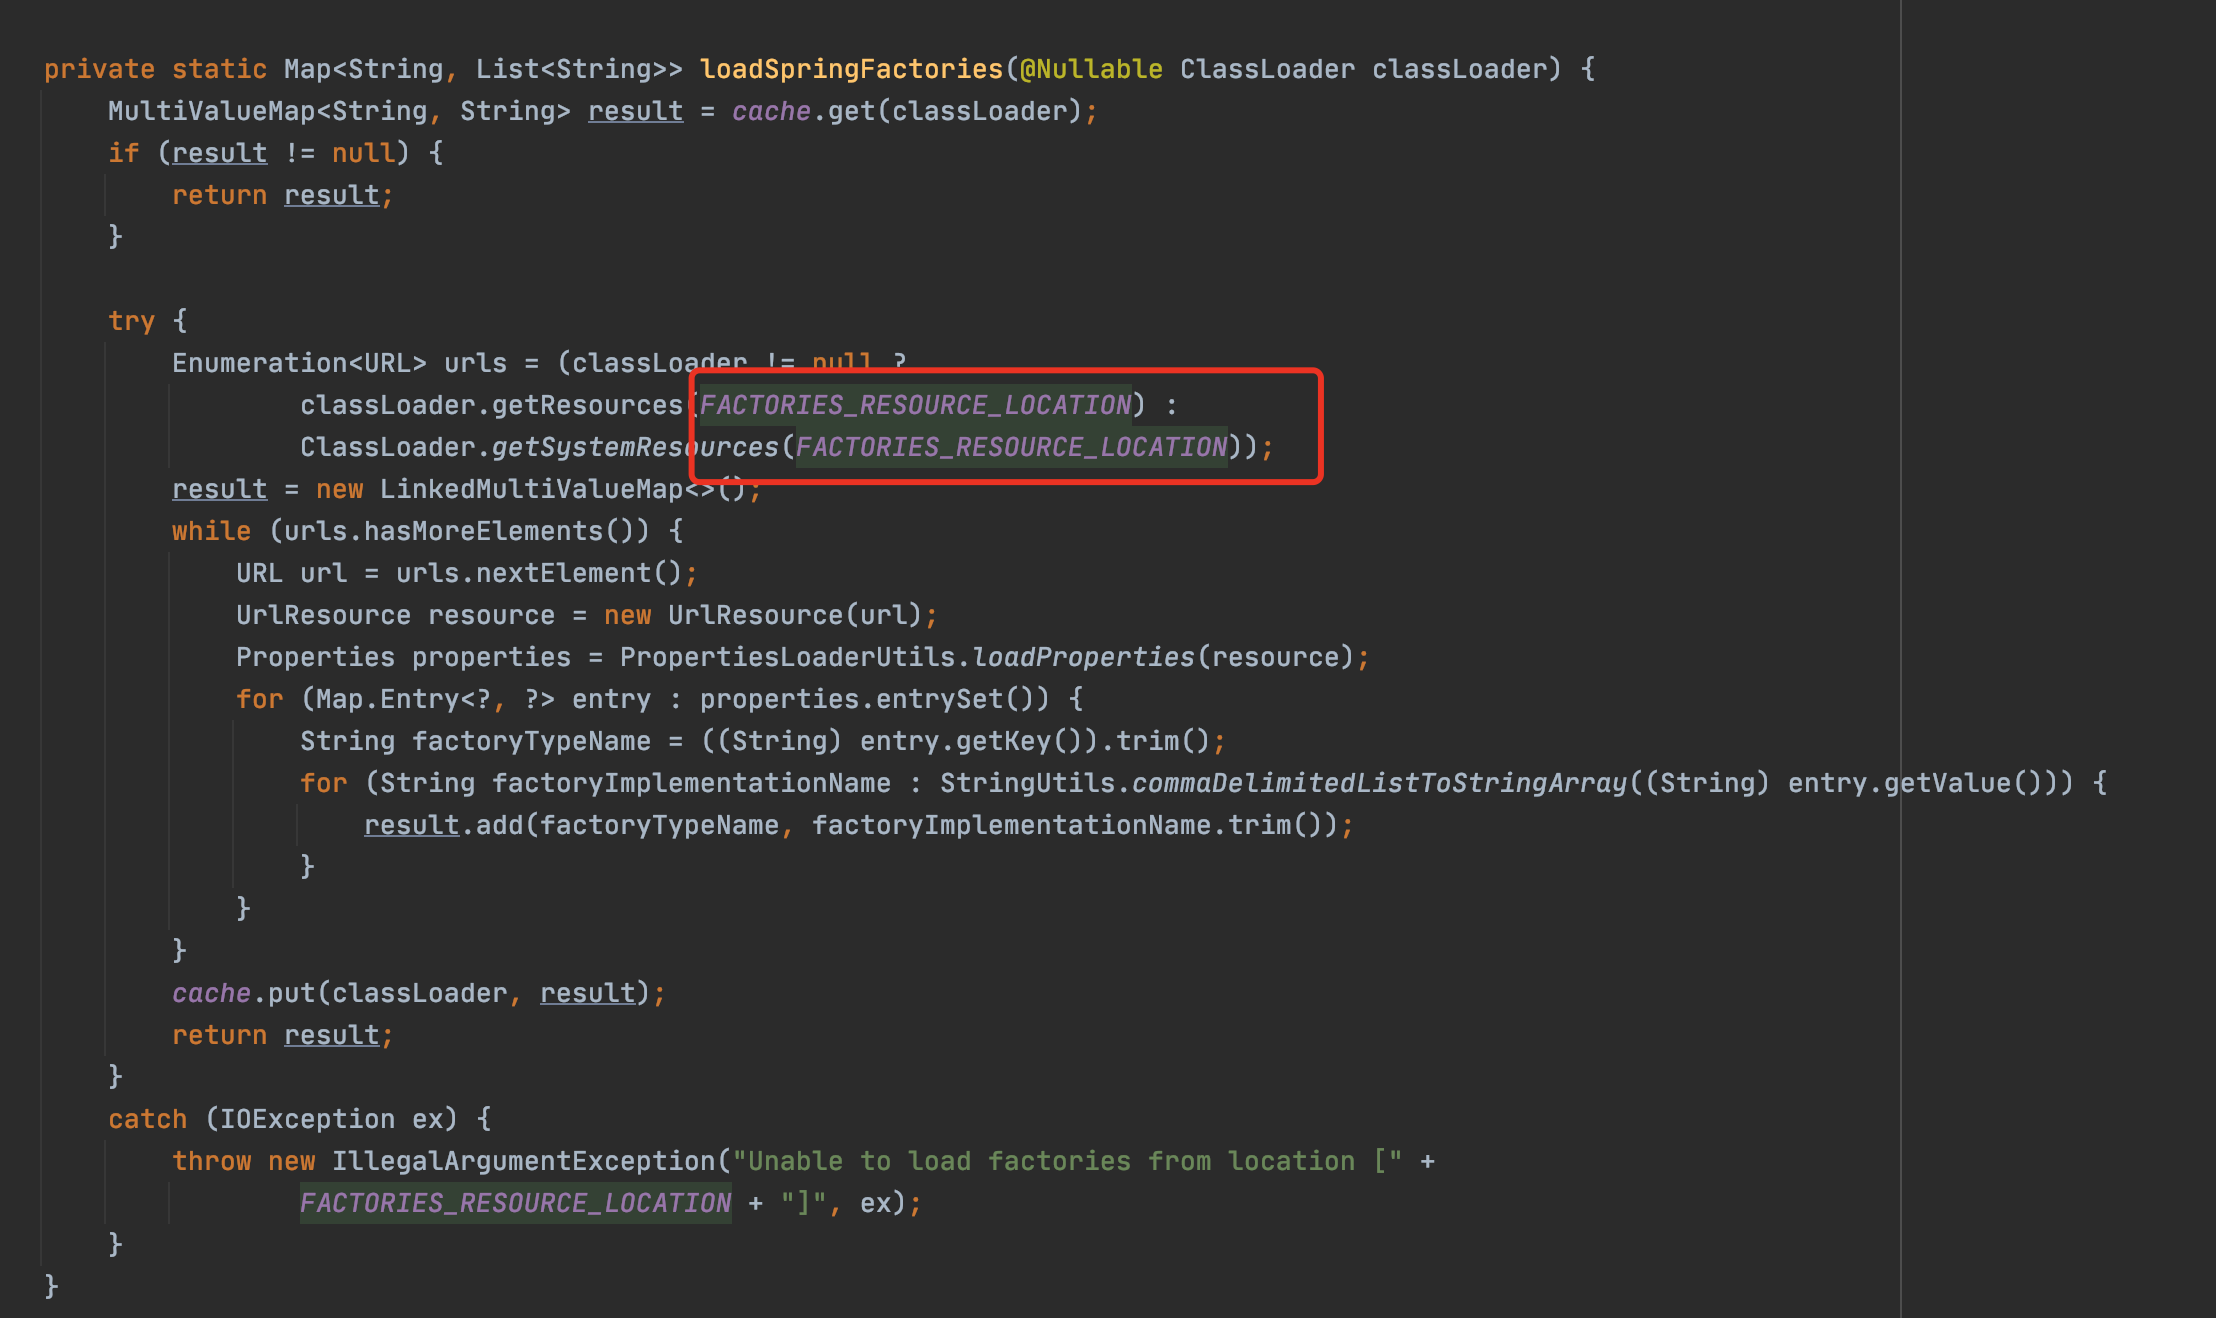 private static Map<String, List<String>> loadSpringFactories(@Nullable ClassLoader classLoader) {
MultiValueMap<String, String> result = cache.get(classLoader);
if (result != null) {
return result;
}
try {
Enumeration<URL> urls = (classLoader != null ?
classLoader.getResources(FACTORIES_RESOURCE_LOCATION) :
ClassLoader.getSystemResources(FACTORIES_RESOURCE_LOCATION));
result = new LinkedMultiValueMap<>();
while (urls.hasMoreElements()) {
URL url = urls.nextElement();
UrlResource resource = new UrlResource(url);
Properties properties = PropertiesLoaderUtils.loadProperties(resource);
for (Map.Entry<?, ?> entry : properties.entrySet()) {
String factoryTypeName = ((String) entry.getKey()).trim();
for (String factoryImplementationName : StringUtils.commaDelimitedListToStringArray((String) entry.getValue())) {
result.add(factoryTypeName, factoryImplementationName.trim());
}
}
}
cache.put(classLoader, result);
return result;
}
catch (IOException ex) {
throw new IllegalArgumentException("Unable to load factories from location [" +
FACTORIES_RESOURCE_LOCATION + "]", ex);
}
}